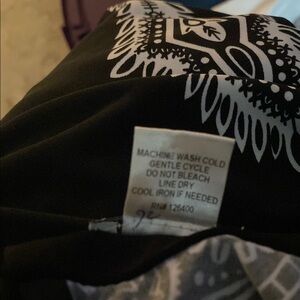 MACHINE WASH COLD
GENTLE CYCLE
DO NOT BLEACH
LINE DRY
COOL IRON IF NEEDED
RN# 126400